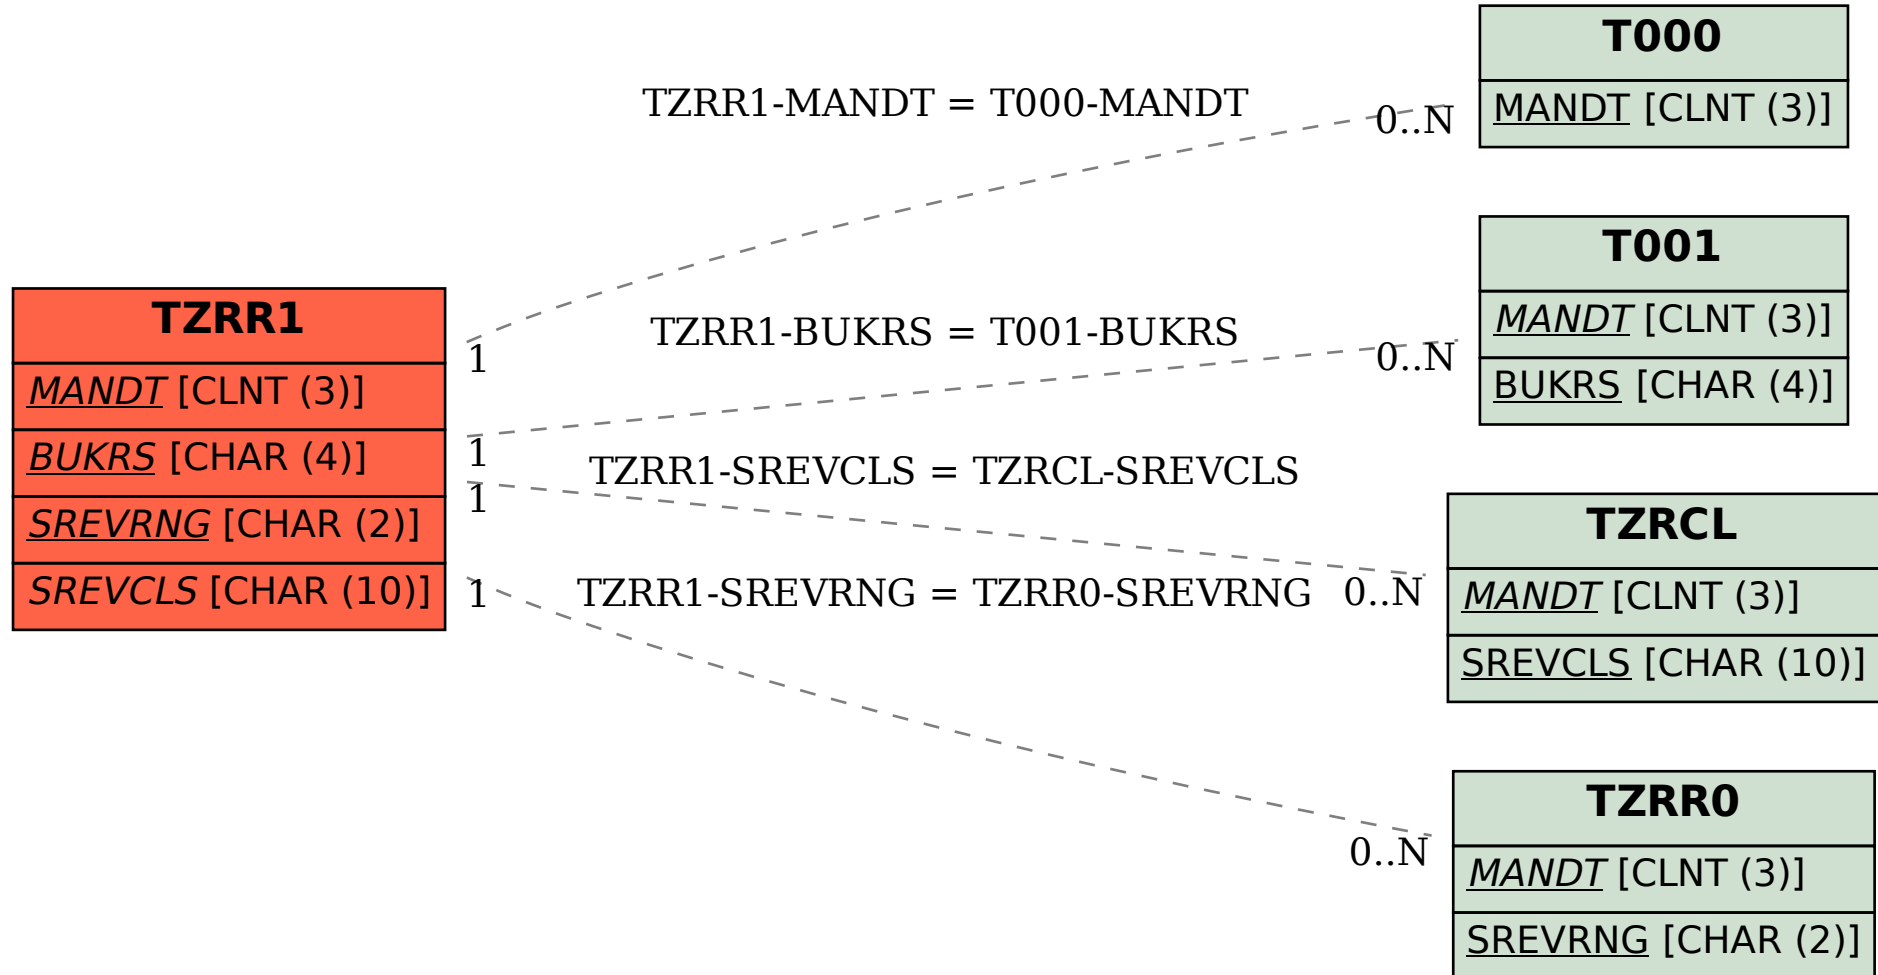 TZRR1
MANDT [CLNT (3)]
BUKRS [CHAR (4)]
SREVRNG [CHAR (2)]
SREVCLS [CHAR (10)]
TZRR1-MANDT = T000-MANDT
1
0..N
TZRR1-BUKRS = T001-BUKRS
1
0..N
TZRR1-SREVCLS = TZRCL-SREVCLS
1
0..N
TZRR1-SREVRNG = TZRR0-SREVRNG
1
0..N
T000
MANDT [CLNT (3)]
T001
MANDT [CLNT (3)]
BUKRS [CHAR (4)]
TZRCL
MANDT [CLNT (3)]
SREVCLS [CHAR (10)]
TZRR0
MANDT [CLNT (3)]
SREVRNG [CHAR (2)]